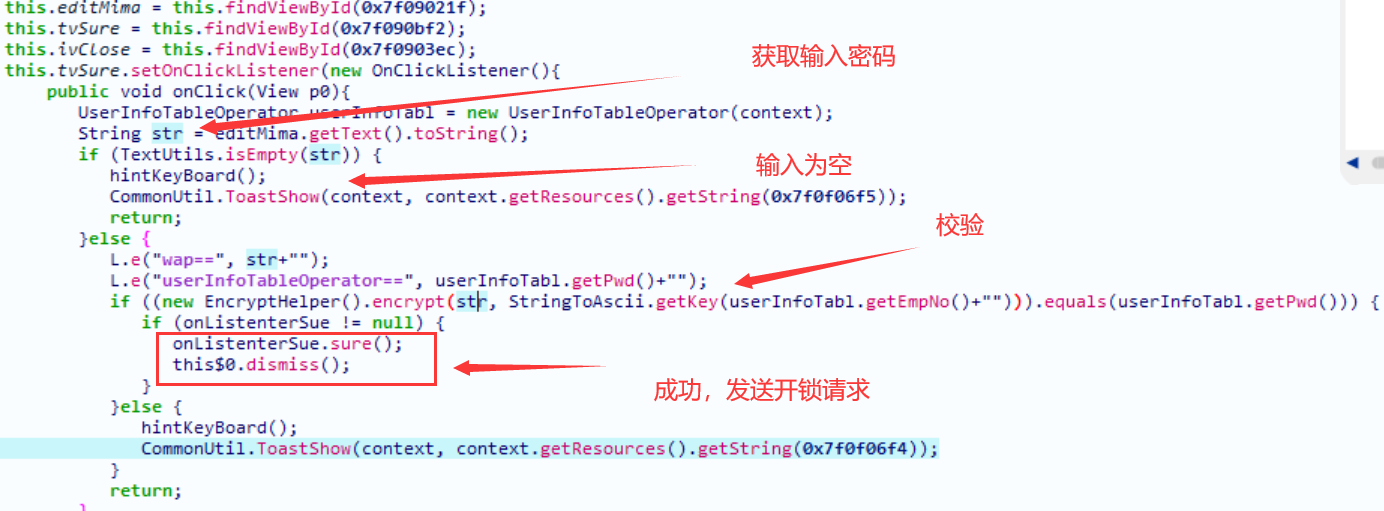 this.editMima = this.findViewById(0x7f09021f);
this.tvSure = this.findViewById(0x7f090bf2);
this.ivClose = this.findViewById(0x7f0903ec);
this.tvSure.setOnClickListener(new OnClickListener(){
获取输入密码
public void onClick(View p0){
UserInfoTableOperator userInfoTabl = new UserInfoTableOperator(context);
String str = editMima.getText().toString();
if (TextUtils.isEmpty(str)) {
输入为空
hintKeyBoard();
CommonUtil.ToastShow(context, context.getResources().getString(0x7f0f06f5));
return;
校验
}else {
L.e("wap==", str+"");
L.e("userInfoTableOperator==", userInfoTabl.getPwd()+"");
if ((new EncryptHelper().encrypt(str, StringToAscii.getKey(userInfoTabl.getEmpNo()+""))).equals(userInfoTabl.getPwd())) {
if (onListenterSue != null) {
onListenterSue.sure();
this$0.dismiss();
}
成功，发送开锁请求
}else {
hintKeyBoard();
CommonUtil.ToastShow(context, context.getResources().getString(0x7f0f06f4));
}
return;
}